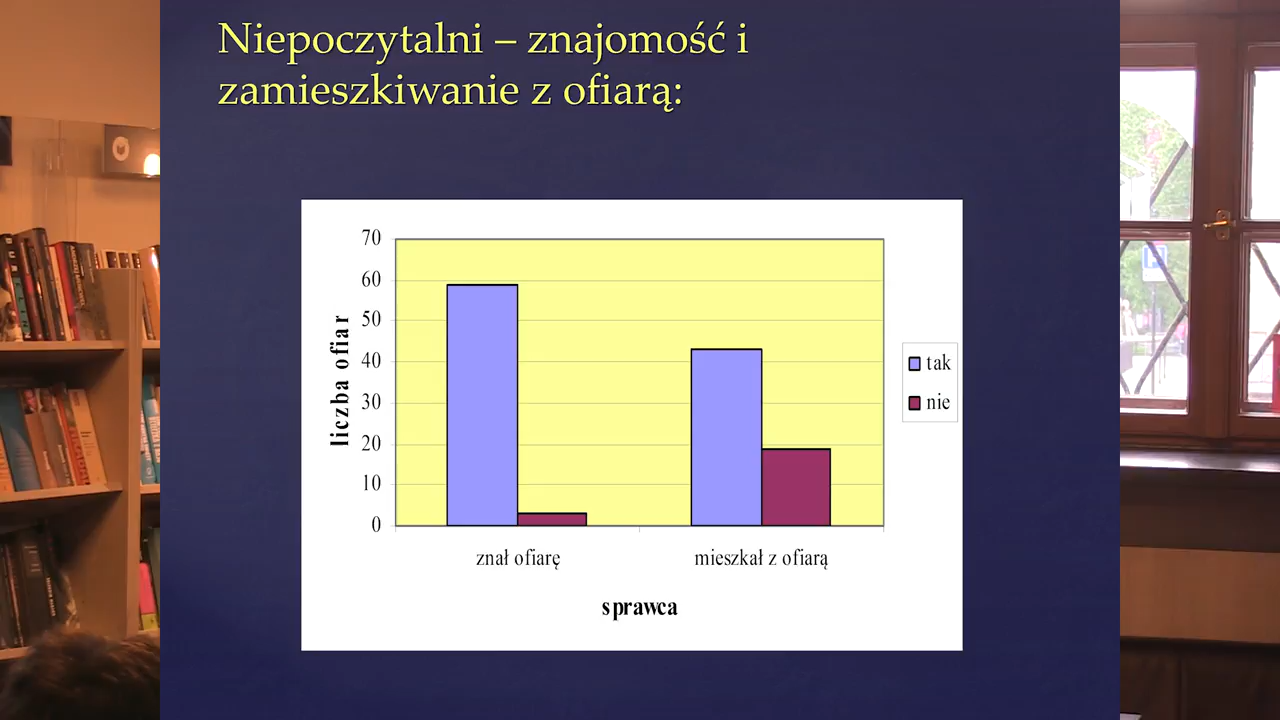 Niepoczytalni – znajomość i
zamieszkiwanie z ofiarą:
70
60
50
40
30
20
10
0
liczba ofiar
znał ofiarę
mieszkał z ofiarą
sprawca
tak
nie